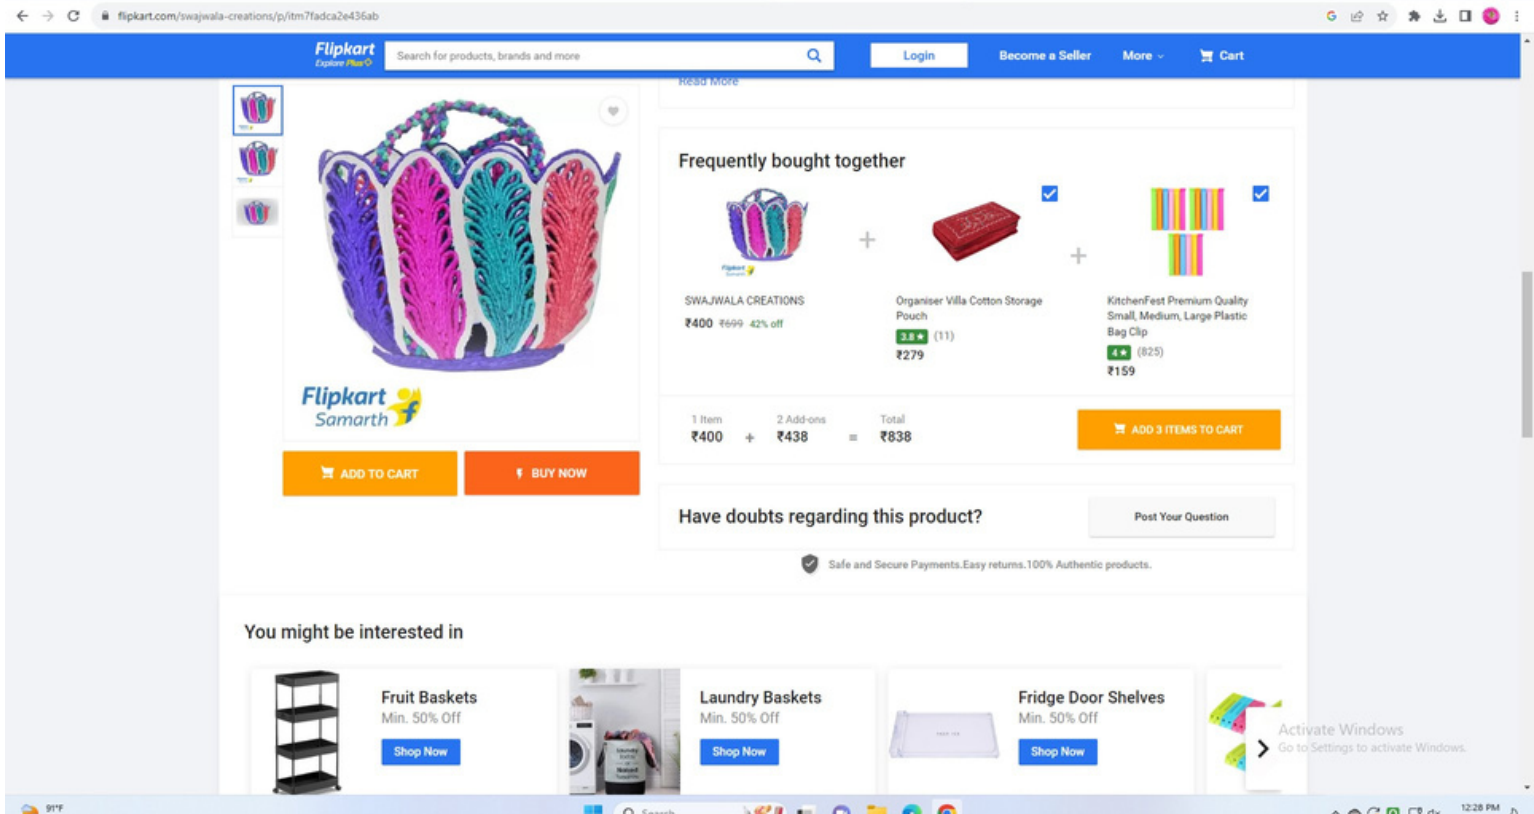 flipkart.com/swajwala-creations/p/itm7fadca2e436ab
Flipkart
Explore Plus
Search for products, brands and more
Login
Become a Seller
More
Cart
Read More
Flipkart
Samarth
ADD TO CART
BUY NOW
Frequently bought together
Flipkart
Samarth
SWAJWALA CREATIONS
₹400 ₹699 42% off
+
Organiser Villa Cotton Storage
Pouch
3.8★ (11)
₹279
+
KitchenFest Premium Quality
Small, Medium, Large Plastic
Bag Clip
4★ (825)
₹159
1 Item 2 Add-ons Total
₹400 + ₹438 = ₹838
ADD 3 ITEMS TO CART
Have doubts regarding this product?
Post Your Question
Safe and Secure Payments.Easy returns.100% Authentic products.
You might be interested in
Fruit Baskets
Min. 50% Off
Shop Now
Laundry Baskets
Min. 50% Off
Shop Now
Fridge Door Shelves
Min. 50% Off
Shop Now
Activate Windows
Go to Settings to activate Windows.
91°F
Search
12:28 PM